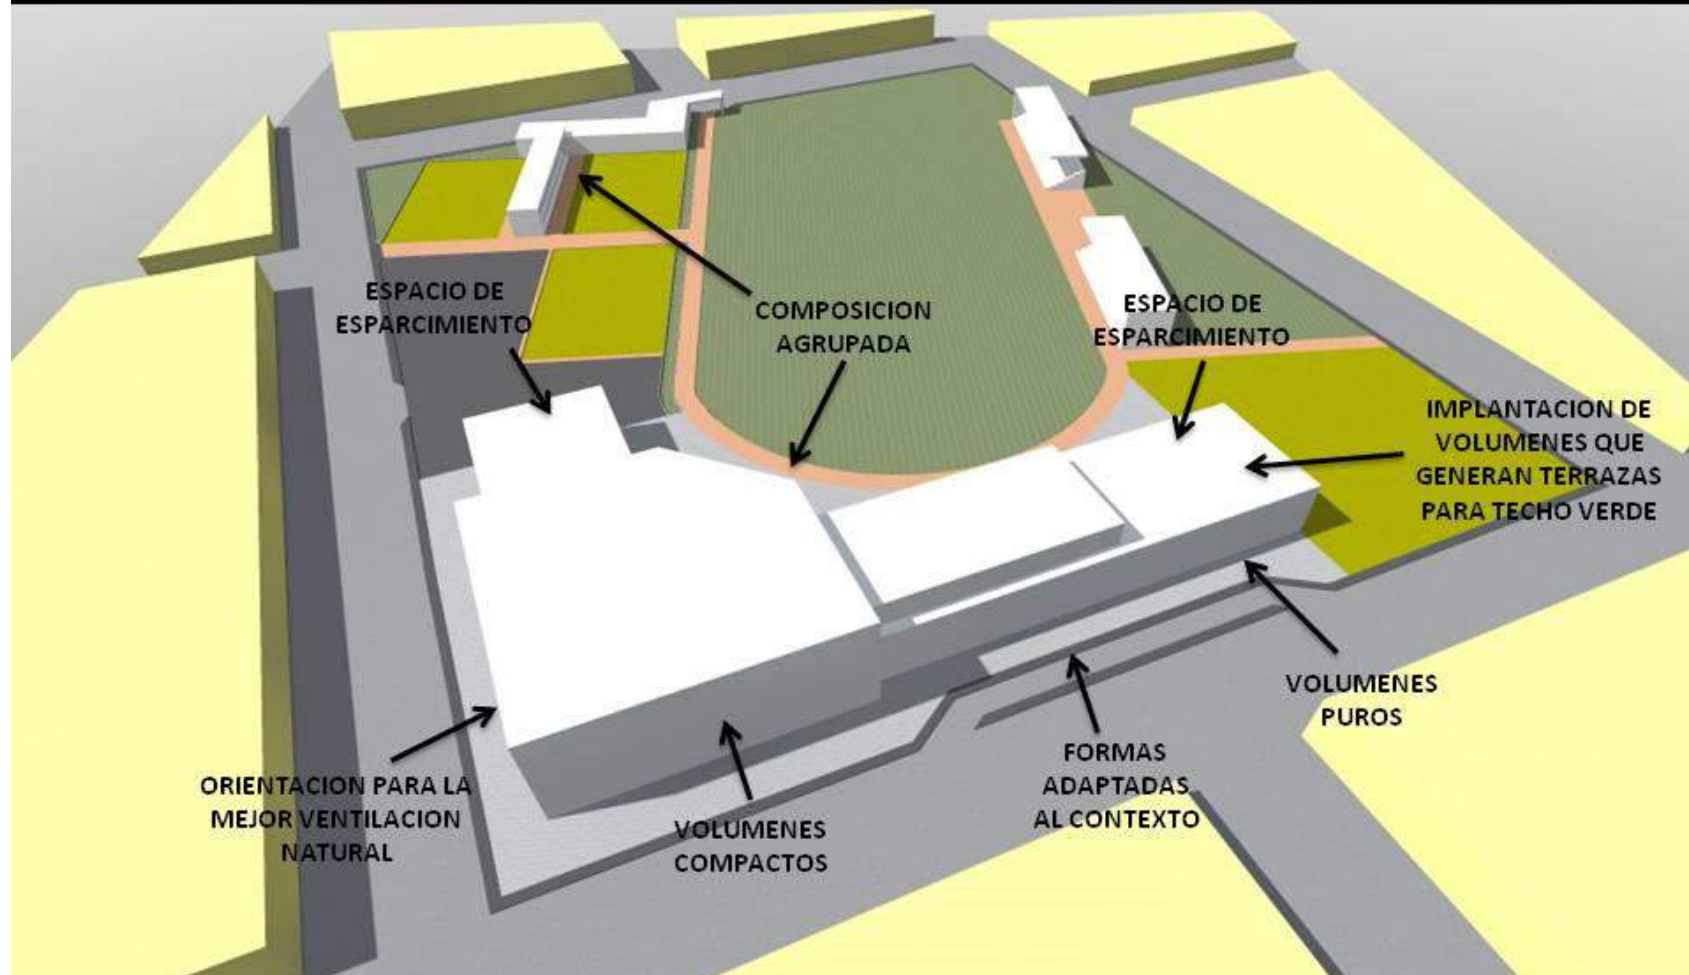 ESPACIO DE
ESPARCIMIENTO
COMPOSICION
AGRUPADA
ESPACIO DE
ESPARCIMIENTO
IMPLANTACION DE
VOLUMENES QUE
GENERAN TERRAZAS
PARA TECHO VERDE
VOLUMENES
PUROS
FORMAS
ADAPTADAS
AL CONTEXTO
ORIENTACION PARA LA
MEJOR VENTILACION
NATURAL
VOLUMENES
COMPACTOS